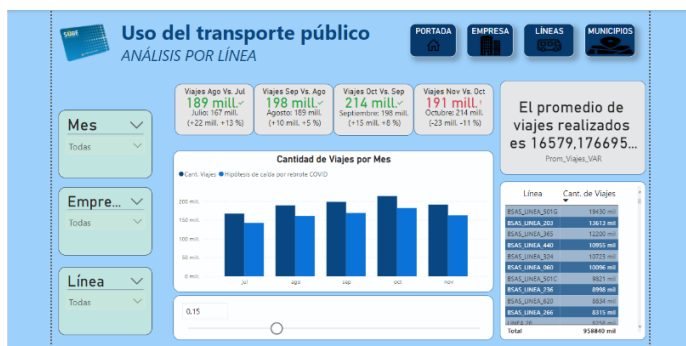 SUBE
Uso del transporte público
ANÁLISIS POR LÍNEA
PORTADA
EMPRESA
LÍNEAS
MUNICIPIOS
Viajes Ago Vs. Jul
189 mill.
Julio: 167 mill.
(+22 mill. +13 %)
Viajes Sep Vs. Ago
198 mill.
Agosto: 189 mill.
(+10 mill. +5 %)
Viajes Oct Vs. Sep
214 mill.
Septiembre: 198 mill.
(+15 mill. +8 %)
Viajes Nov Vs. Oct
191 mill.!
Octubre: 214 mill.
(-23 mill. -11 %)
El promedio de
viajes realizados
es 16579,176695...
Prom_Viajes_VAR
Mes
Todas
Empre...
Todas
Línea
Todas
Cantidad de Viajes por Mes
Cant. Viajes Hipótesis de caída por rebrote COVID
200 mill.
150 mill.
100 mill.
50 mill.
0 mill.
jul ago sep oct nov
0,15
Línea Cant. de Viajes
BSAS_LINEA_501G 19430 mil
BSAS_LINEA_203 13613 mil
BSAS_LINEA_365 12200 mil
BSAS_LINEA_440 10955 mil
BSAS_LINEA_324 10723 mil
BSAS_LINEA_060 10096 mil
BSAS_LINEA_501C 9821 mil
BSAS_LINEA_236 8998 mil
BSAS_LINEA_620 8834 mil
BSAS_LINEA_266 8315 mil
Total 958840 mil